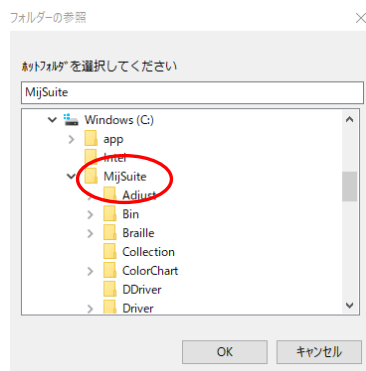 フォルダーの参照
ﾎｯﾄﾌｫﾙﾀﾞを選択してください
MijSuite
Windows (C:)
app
Intel
MijSuite
Adjust
Bin
Braille
Collection
ColorChart
DDriver
Driver
OK
キャンセル